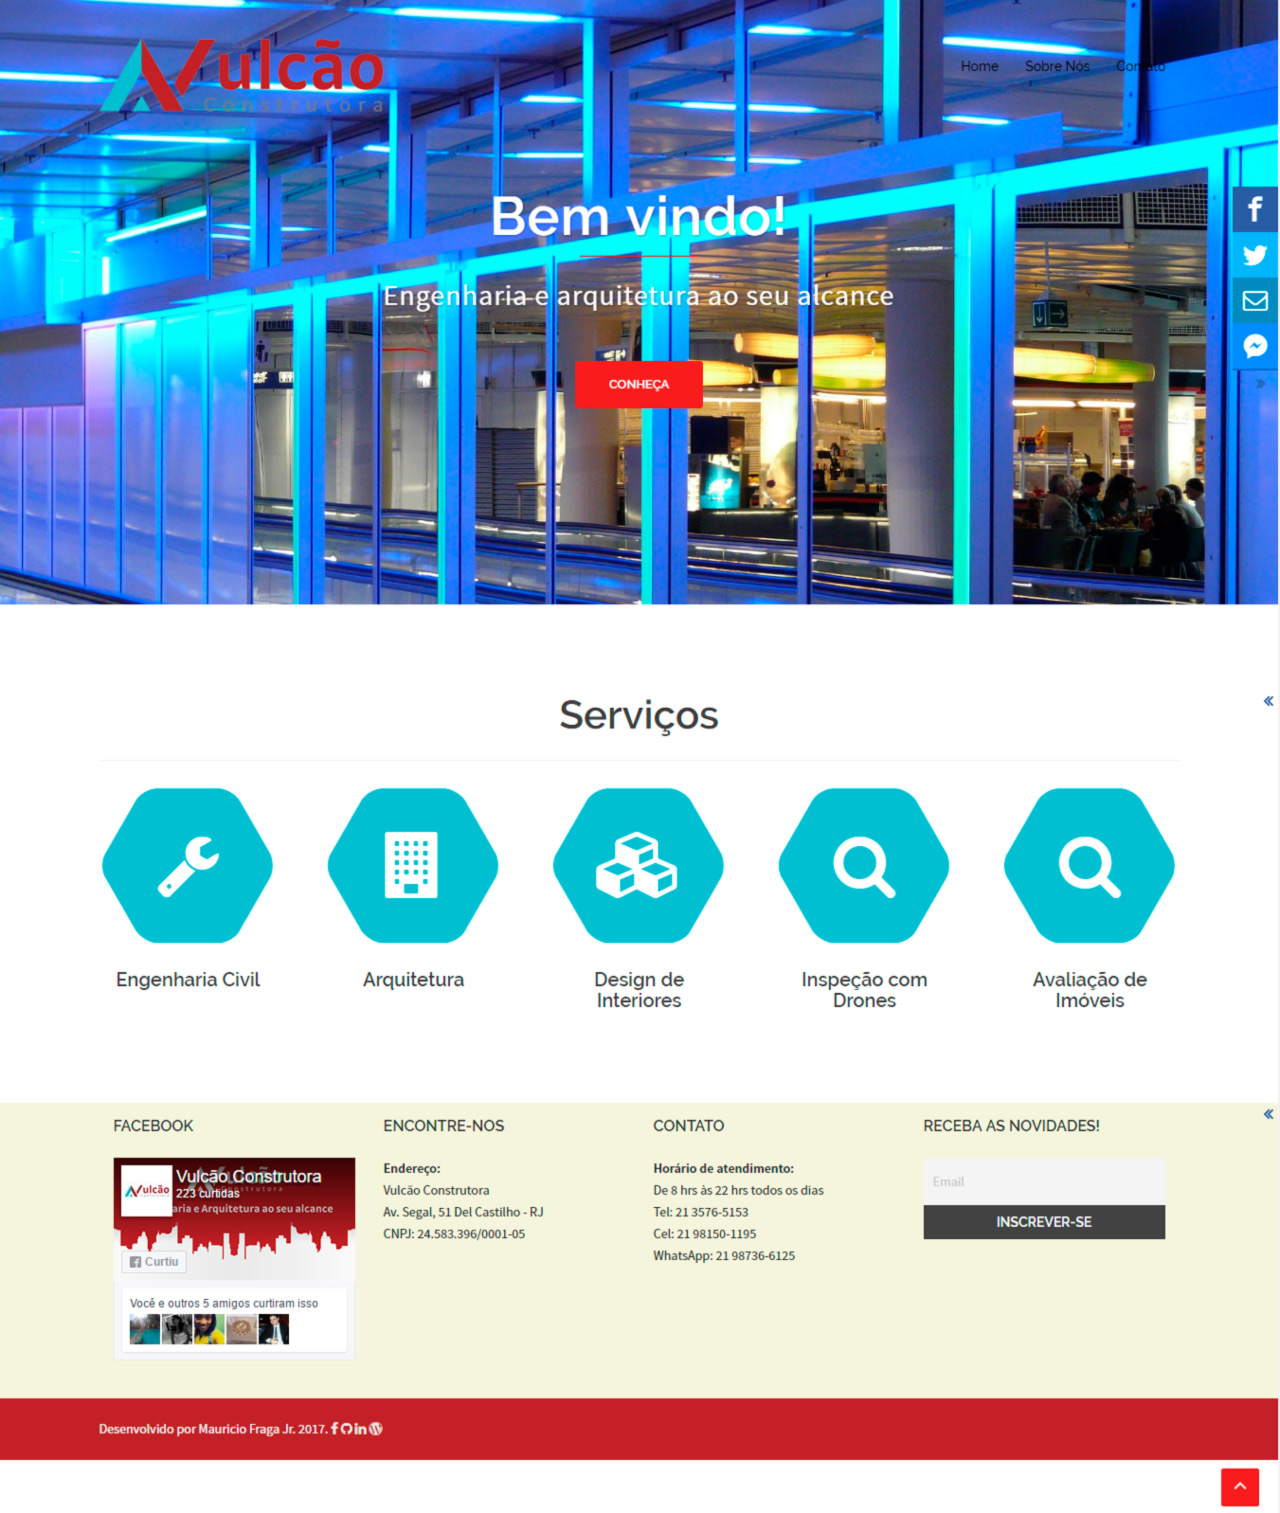 Vulcão
Construtora
Home Sobre Nós Contato
Bem vindo!
Engenharia e arquitetura ao seu alcance
CONHEÇA
Serviços
Engenharia Civil
Arquitetura
Design de
Interiores
Inspeção com
Drones
Avaliação de
Imóveis
FACEBOOK
Vulcão Construtora
223 curtidas
Vulcão
aria e Arquitetura ao seu alcance
Curtiu
Você e outros 5 amigos curtiram isso
ENCONTRE-NOS
Endereço:
Vulcão Construtora
Av. Segal, 51 Del Castilho - RJ
CNPJ: 24.583.396/0001-05
CONTATO
Horário de atendimento:
De 8 hrs às 22 hrs todos os dias
Tel: 21 3576-5153
Cel: 21 98150-1195
WhatsApp: 21 98736-6125
RECEBA AS NOVIDADES!
Email
INSCREVER-SE
Desenvolvido por Mauricio Fraga Jr. 2017.